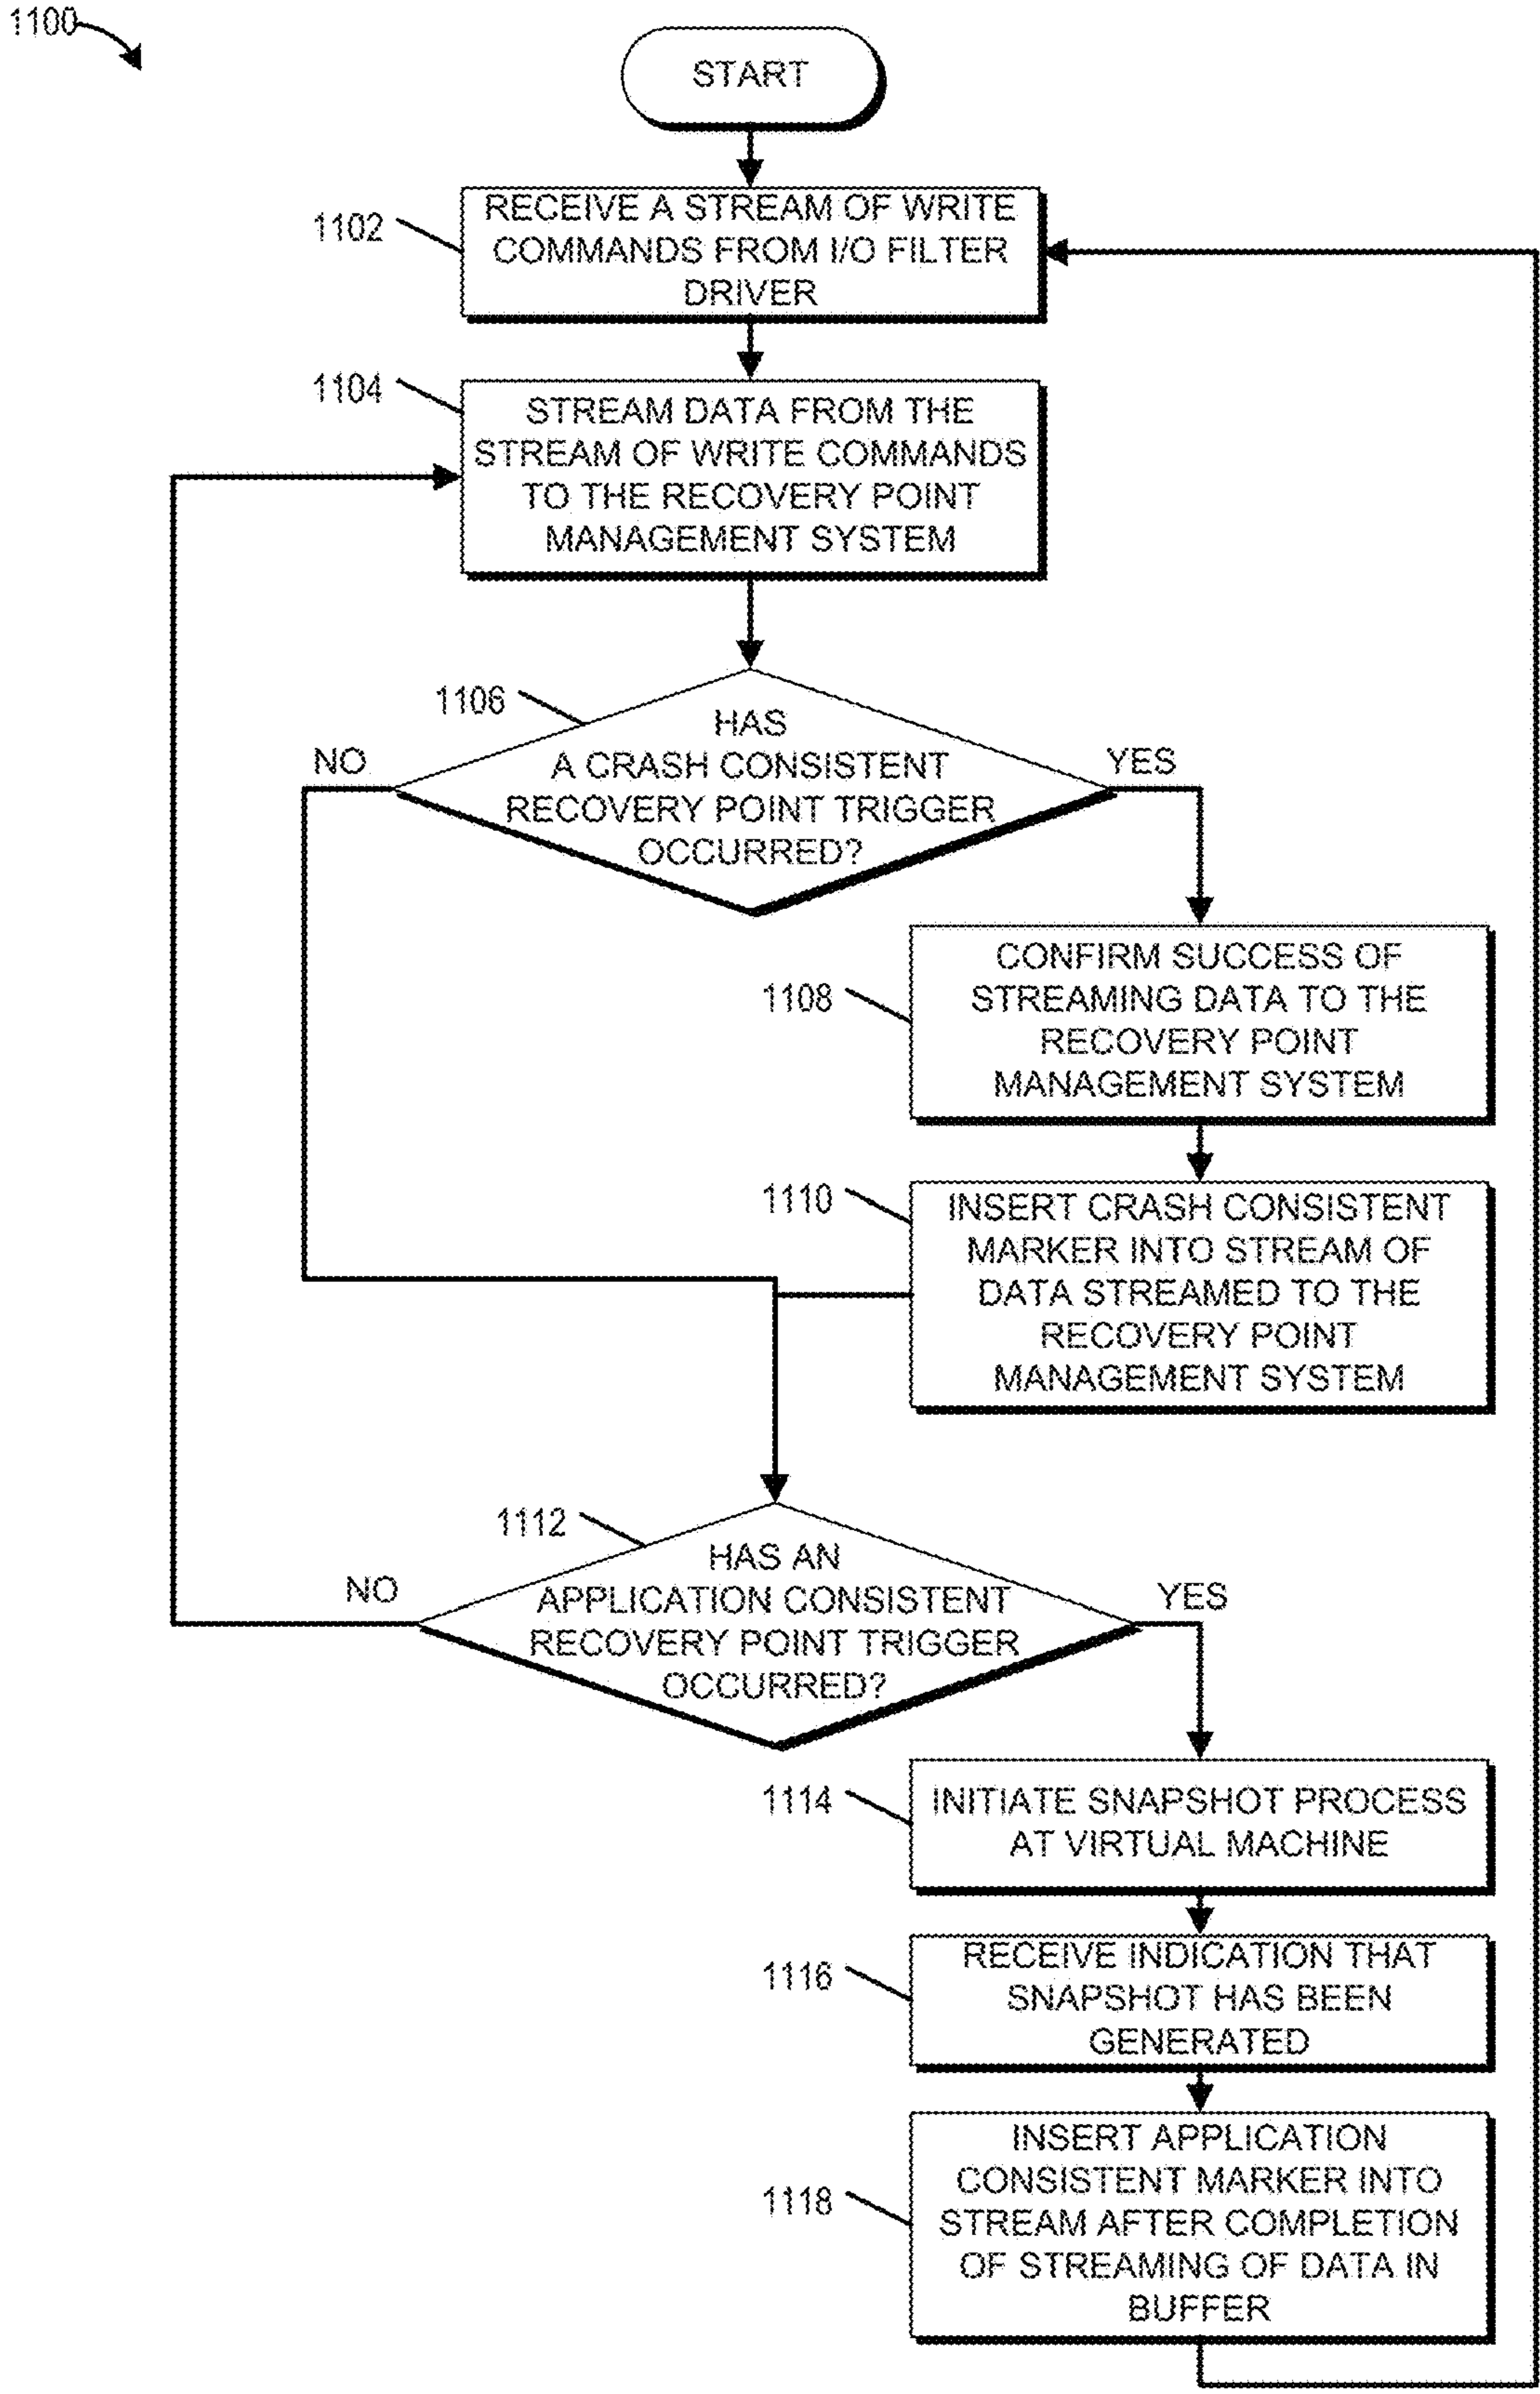 1100
START
1102
RECEIVE A STREAM OF WRITE
COMMANDS FROM I/O FILTER
DRIVER
1104
STREAM DATA FROM THE
STREAM OF WRITE COMMANDS
TO THE RECOVERY POINT
MANAGEMENT SYSTEM
1106
HAS
A CRASH CONSISTENT
RECOVERY POINT TRIGGER
OCCURRED?
NO
YES
1108
CONFIRM SUCCESS OF
STREAMING DATA TO THE
RECOVERY POINT
MANAGEMENT SYSTEM
1110
INSERT CRASH CONSISTENT
MARKER INTO STREAM OF
DATA STREAMED TO THE
RECOVERY POINT
MANAGEMENT SYSTEM
1112
HAS AN
APPLICATION CONSISTENT
RECOVERY POINT TRIGGER
OCCURRED?
NO
YES
1114
INITIATE SNAPSHOT PROCESS
AT VIRTUAL MACHINE
1116
RECEIVE INDICATION THAT
SNAPSHOT HAS BEEN
GENERATED
1118
INSERT APPLICATION
CONSISTENT MARKER INTO
STREAM AFTER COMPLETION
OF STREAMING OF DATA IN
BUFFER